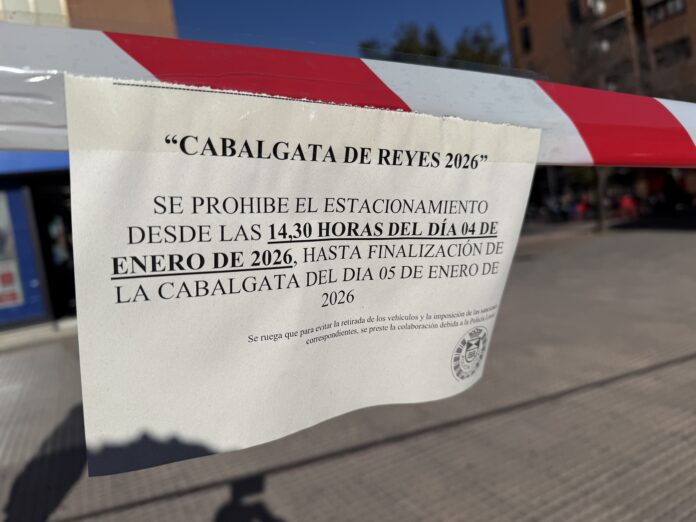 “CABALGATA DE REYES 2026”
SE PROHIBE EL ESTACIONAMIENTO
DESDE LAS 14,30 HORAS DEL DÍA 04 DE
ENERO DE 2026, HASTA FINALIZACIÓN DE
LA CABALGATA DEL DIA 05 DE ENERO DE
2026
Se ruega que para evitar la retirada de los vehículos y la imposición de las sanciones
correspondientes, se preste la colaboración debida a la Policía Local